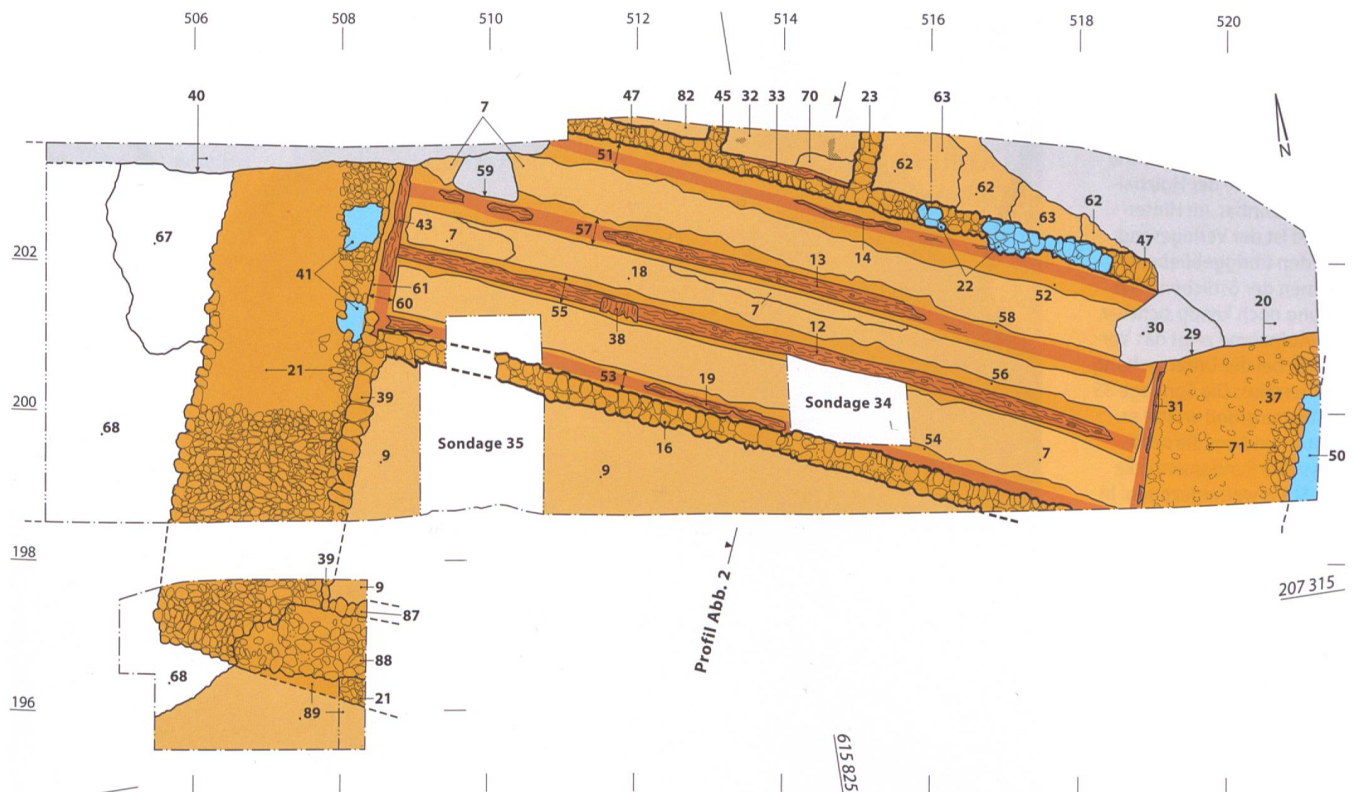 506 508 510 512 514 516 518 520
40 7 47 82 45 32 33 70 23 63
N
51 62
59 62 63 62
67 43 7 57 47
202 13 14
41 18 22 52 20
61 60 55 7 58 30 29
38 12
21 53 19 56
200 39 Sondage 34 31 37
68 Sondage 35 16 54 7 71
9 9 50
198
39
9
87
Profil Abb. 2
207 315
88
68
196 21
89
615 825